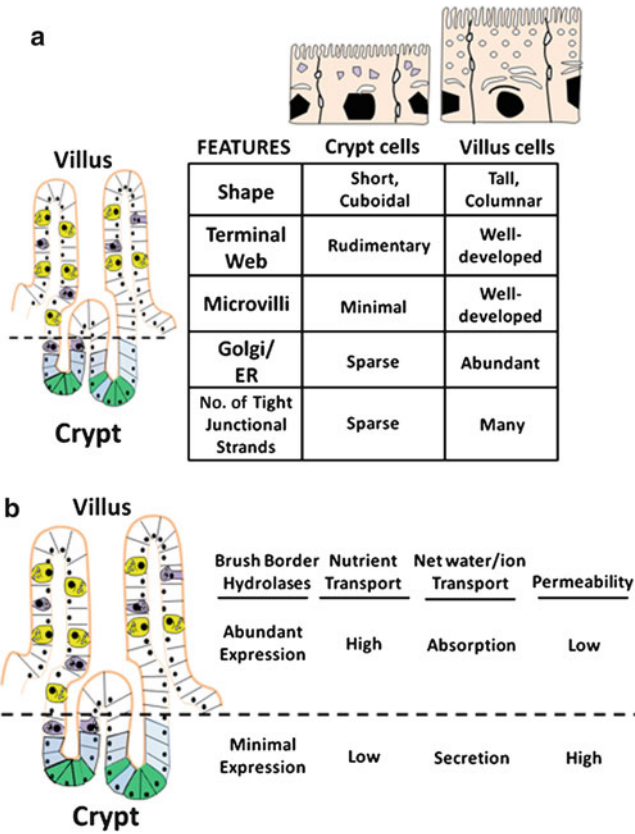 a
Villus
Crypt
FEATURES Crypt cells Villus cells
Shape Short, Cuboidal Tall, Columnar
Terminal Web Rudimentary Well-developed
Microvilli Minimal Well-developed
Golgi/ ER Sparse Abundant
No. of Tight Junctional Strands Sparse Many
b
Villus
Crypt
Brush Border Hydrolases Nutrient Transport Net water/ion Transport Permeability
Abundant Expression High Absorption Low
Minimal Expression Low Secretion High